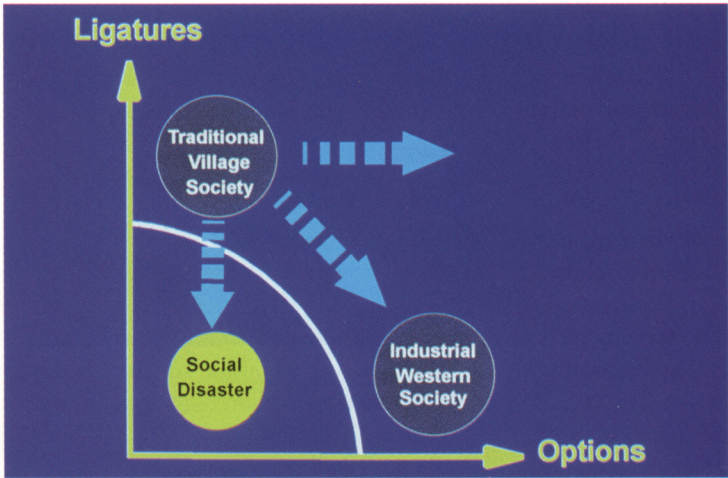 Ligatures
Traditional
Village
Society
Social
Disaster
Industrial
Western
Society
Options